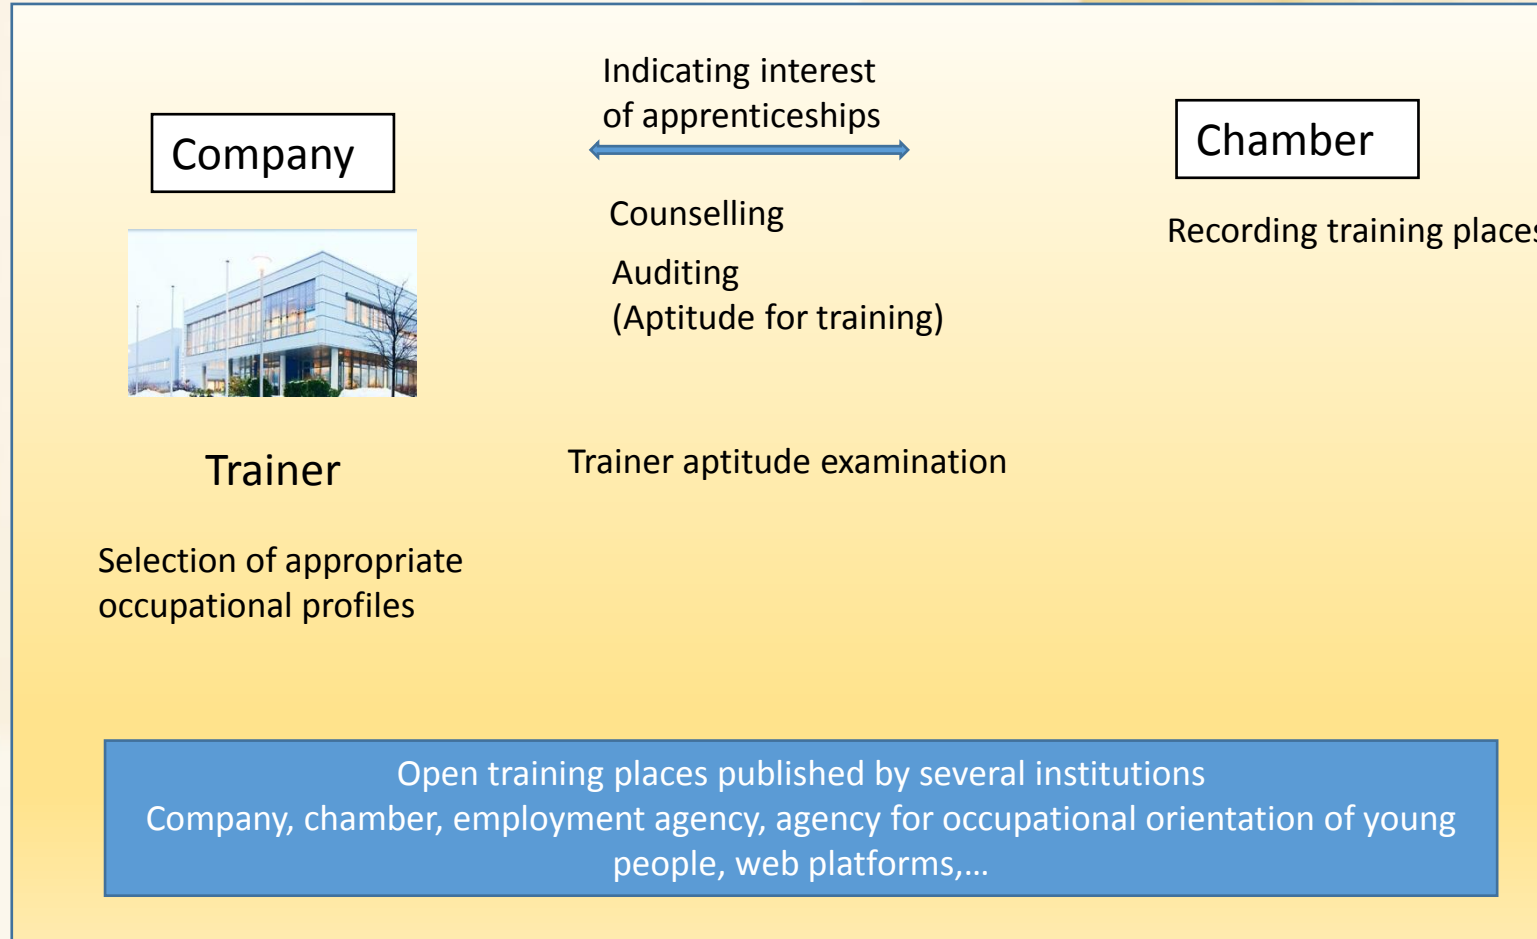 Indicating interest
of apprenticeships
Company
Chamber
Counselling
Recording training places
Auditing
(Aptitude for training)
Trainer
Trainer aptitude examination
Selection of appropriate
occupational profiles
Open training places published by several institutions
Company, chamber, employment agency, agency for occupational orientation of young
people, web platforms,…